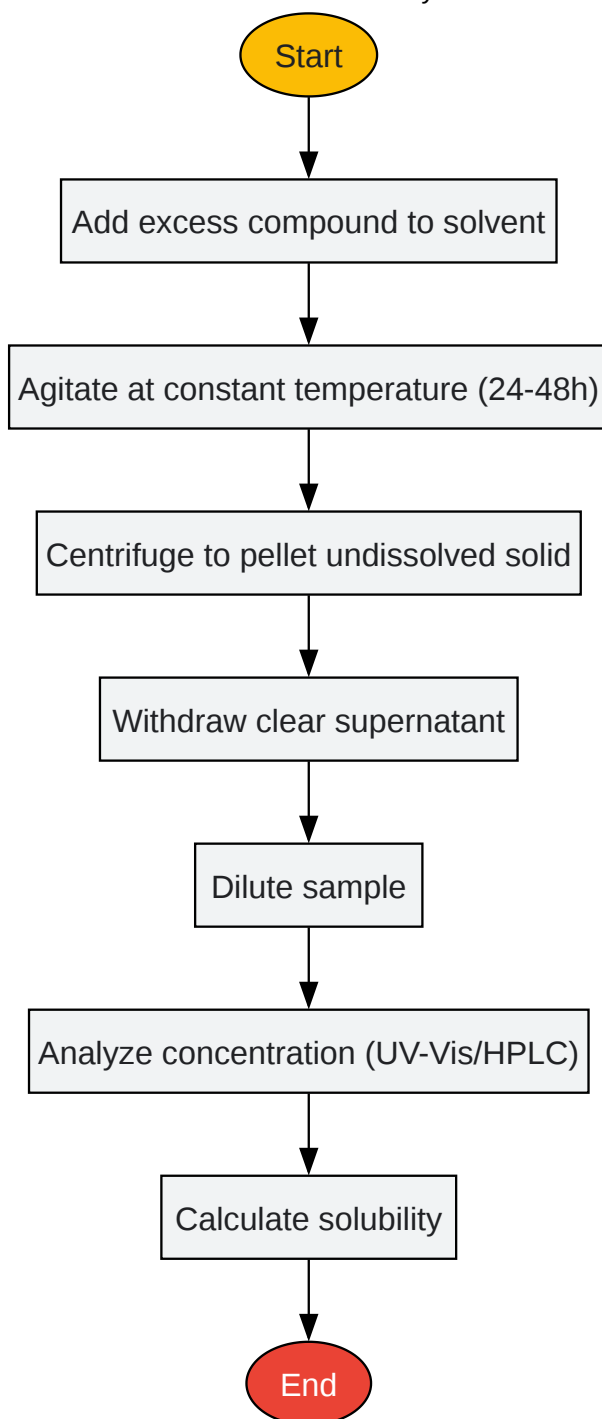 Start
Add excess compound to solvent
Agitate at constant temperature (24-48h)
Centrifuge to pellet undissolved solid
Withdraw clear supernatant
Dilute sample
Analyze concentration (UV-Vis/HPLC)
Calculate solubility
End